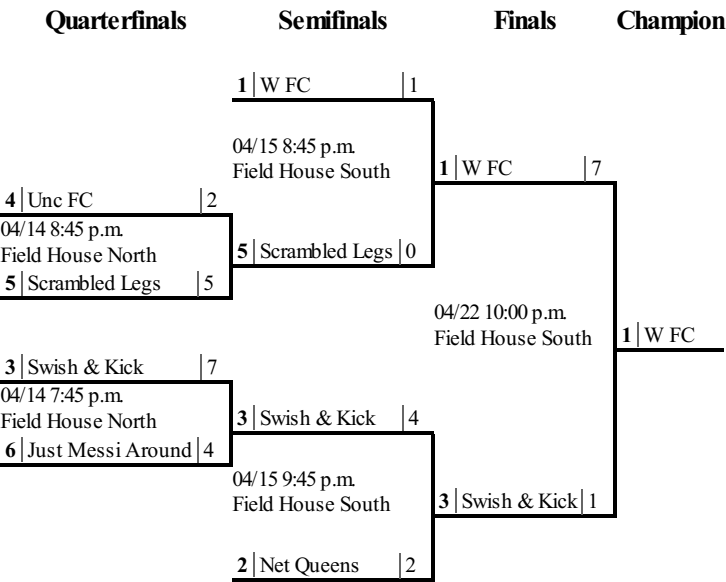 Quarterfinals Semifinals Finals Champion
1 W FC 1
04/15 8:45 p.m.
Field House South
1 W FC 7
4 Unc FC 2
04/14 8:45 p.m.
Field House North
5 Scrambled Legs 0
5 Scrambled Legs 5
04/22 10:00 p.m.
Field House South
1 W FC
3 Swish & Kick 7
04/14 7:45 p.m.
Field House North
3 Swish & Kick 4
6 Just Messi Around 4
04/15 9:45 p.m.
Field House South
3 Swish & Kick 1
2 Net Queens 2